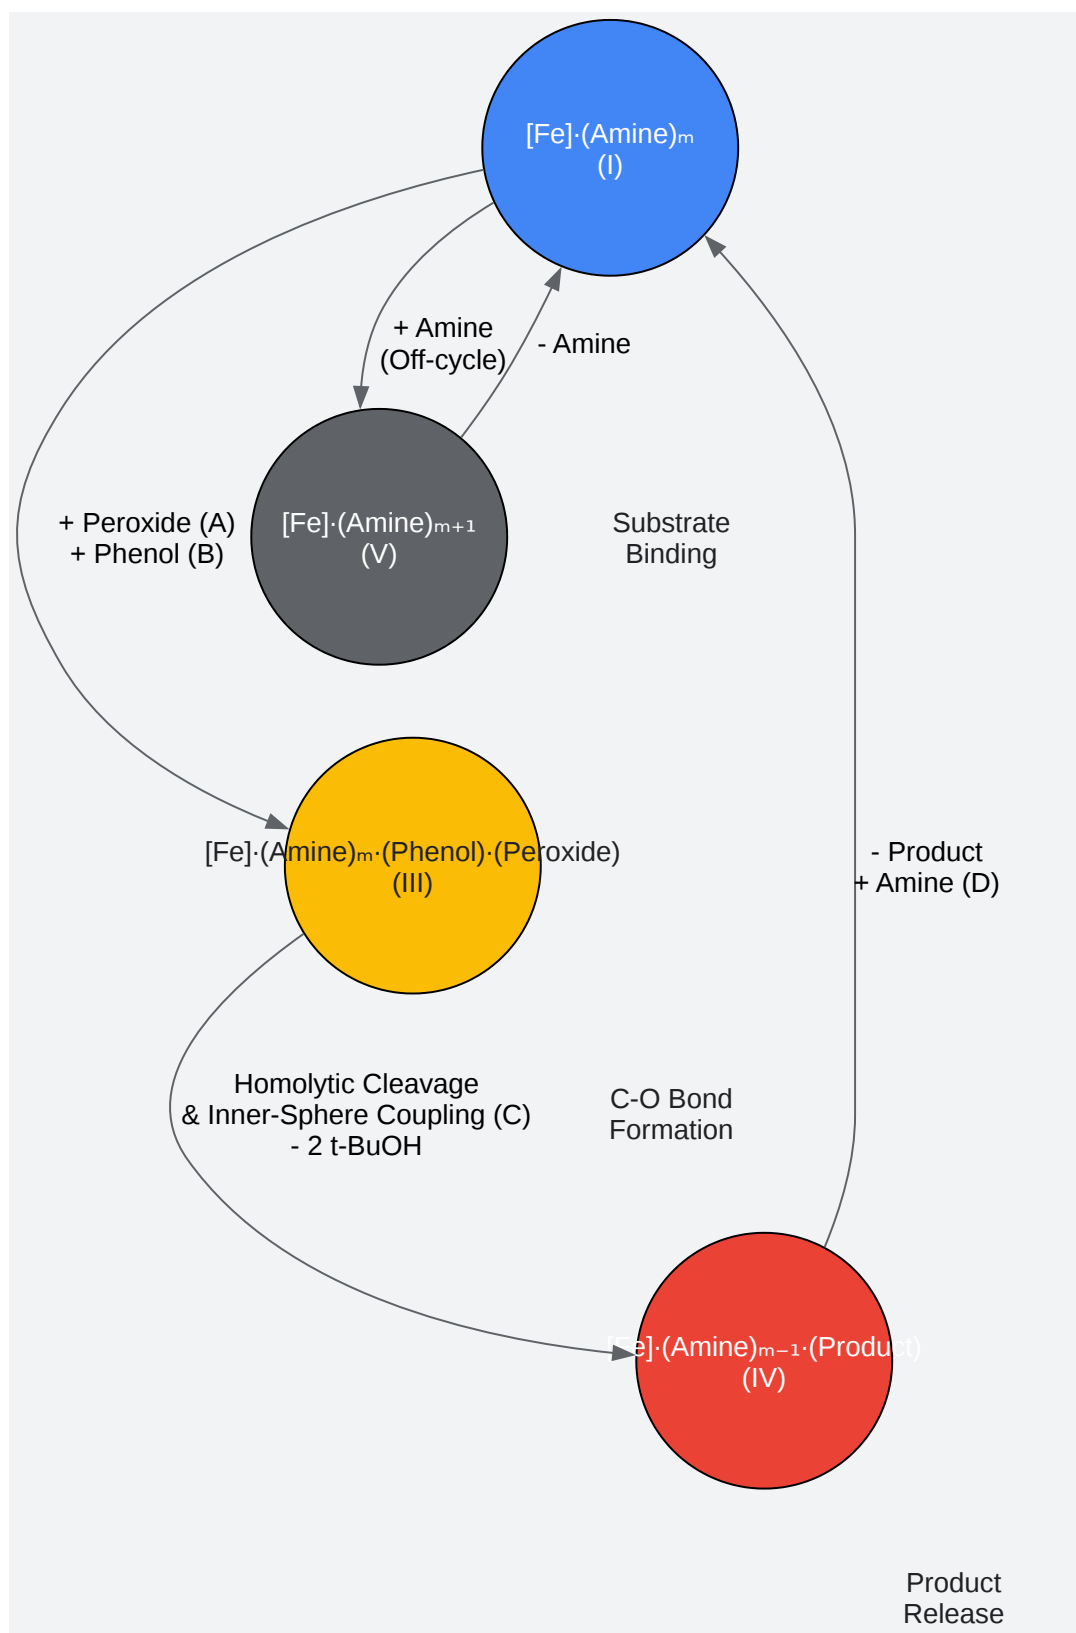 [Fe]·(Amine)ₘ
(I)
+ Amine
(Off-cycle)
- Amine
+ Peroxide (A)
+ Phenol (B)
[Fe]·(Amine)ₘ₊₁
(V)
Substrate
Binding
[Fe]·(Amine)ₘ·(Phenol)·(Peroxide)
(III)
- Product
+ Amine (D)
Homolytic Cleavage
& Inner-Sphere Coupling (C)
- 2 t-BuOH
C-O Bond
Formation
[Fe]·(Amine)ₘ₋₁·(Product)
(IV)
Product
Release